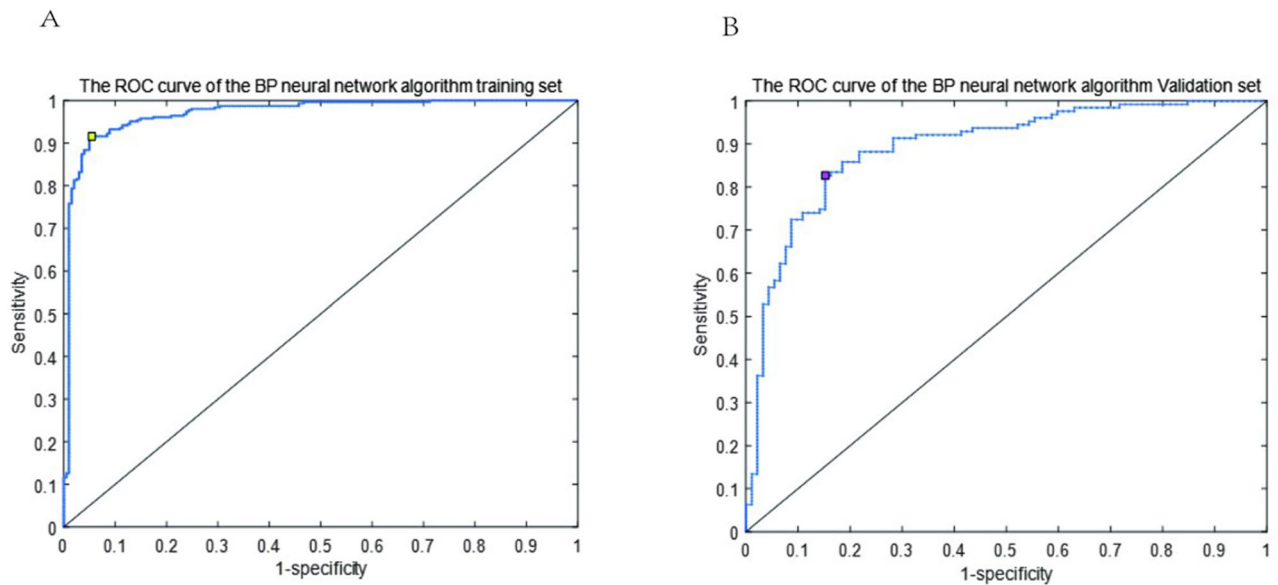 A
The ROC curve of the BP neural network algorithm training set
1
0.9
0.8
0.7
0.6
0.5
0.4
0.3
0.2
0.1
0
Sensitivity
0 0.1 0.2 0.3 0.4 0.5 0.6 0.7 0.8 0.9 1
1-specificity
B
The ROC curve of the BP neural network algorithm Validation set
1
0.9
0.8
0.7
0.6
0.5
0.4
0.3
0.2
0.1
0
Sensitivity
0 0.1 0.2 0.3 0.4 0.5 0.6 0.7 0.8 0.9 1
1-specificity